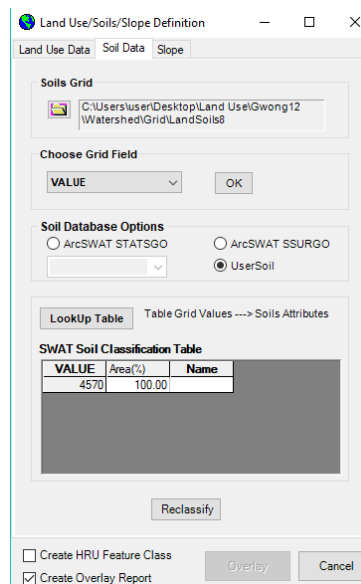 Land Use/Soils/Slope Definition
Land Use Data Soil Data Slope
Soils Grid
C:\Users\user\Desktop\Land Use\Gwong12
\Watershed\Grid\LandSoils8
Choose Grid Field
VALUE OK
Soil Database Options
ArcSWAT STATSGO ArcSWAT SSURGO
UserSoil
LookUp Table Table Grid Values ---> Soils Attributes
SWAT Soil Classification Table
VALUE Area(%) Name
4570 100.00
Reclassify
Create HRU Feature Class
Create Overlay Report Overlay Cancel